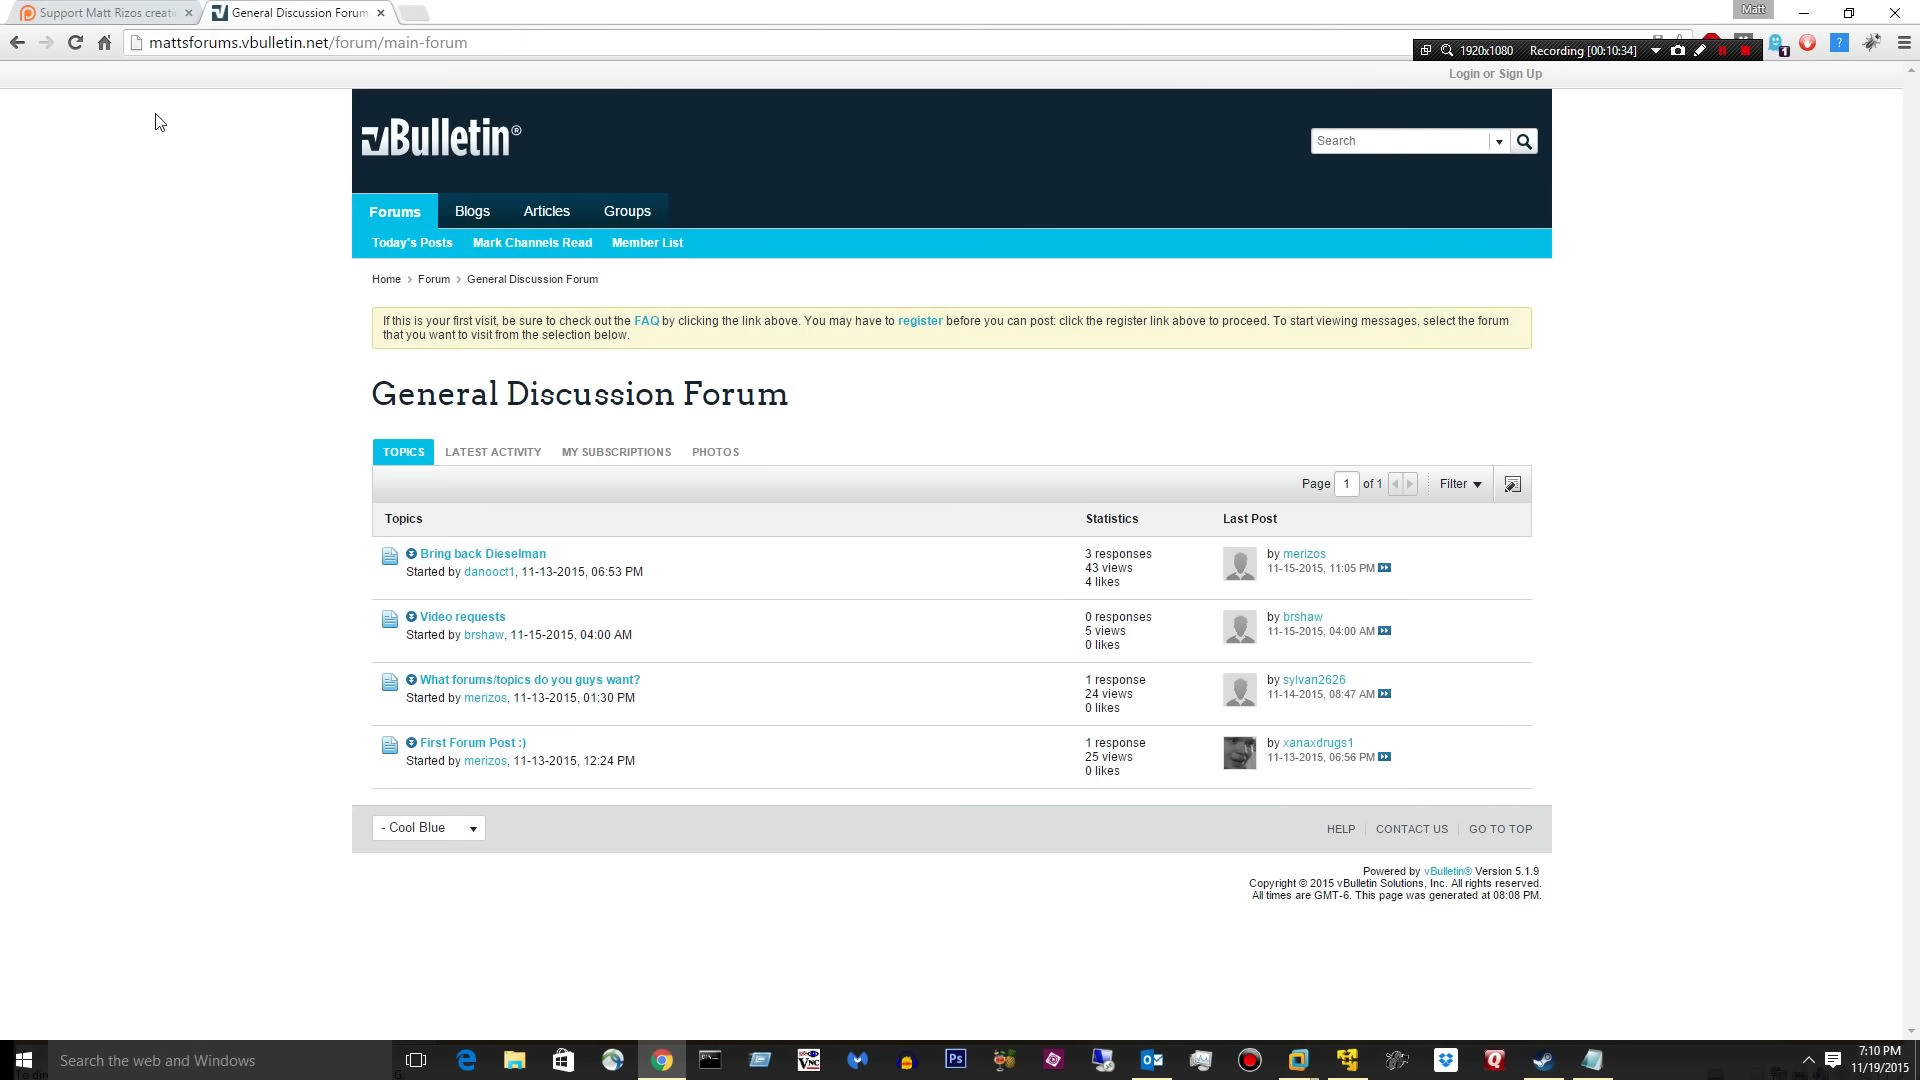 Support Matt Rizos creati
General Discussion Forum
Matt
mattsforums.vbulletin.net/forum/main-forum
1920x1080 Recording [00:10:34]
1
Login or Sign Up
vBulletin®
Search
Forums Blogs Articles Groups
Today's Posts Mark Channels Read Member List
Home > Forum > General Discussion Forum
If this is your first visit, be sure to check out the FAQ by clicking the link above. You may have to register before you can post: click the register link above to proceed. To start viewing messages, select the forum
that you want to visit from the selection below.
General Discussion Forum
TOPICS LATEST ACTIVITY MY SUBSCRIPTIONS PHOTOS
Page 1 of 1 Filter
Topics Statistics Last Post
Bring back Dieselman 3 responses by merizos
Started by danooct1, 11-13-2015, 06:53 PM 43 views 11-15-2015, 11:05 PM
4 likes
Video requests 0 responses by brshaw
Started by brshaw, 11-15-2015, 04:00 AM 5 views 11-15-2015, 04:00 AM
0 likes
What forums/topics do you guys want? 1 response by sylvan2626
Started by merizos, 11-13-2015, 01:30 PM 24 views 11-14-2015, 08:47 AM
0 likes
First Forum Post :) 1 response by xanaxdrugs1
Started by merizos, 11-13-2015, 12:24 PM 25 views 11-13-2015, 06:56 PM
0 likes
- Cool Blue HELP CONTACT US GO TO TOP
Powered by vBulletin® Version 5.1.9
Copyright © 2015 vBulletin Solutions, Inc. All rights reserved.
All times are GMT-6. This page was generated at 08:08 PM.
Search the web and Windows
Ps
7:10 PM
11/19/2015